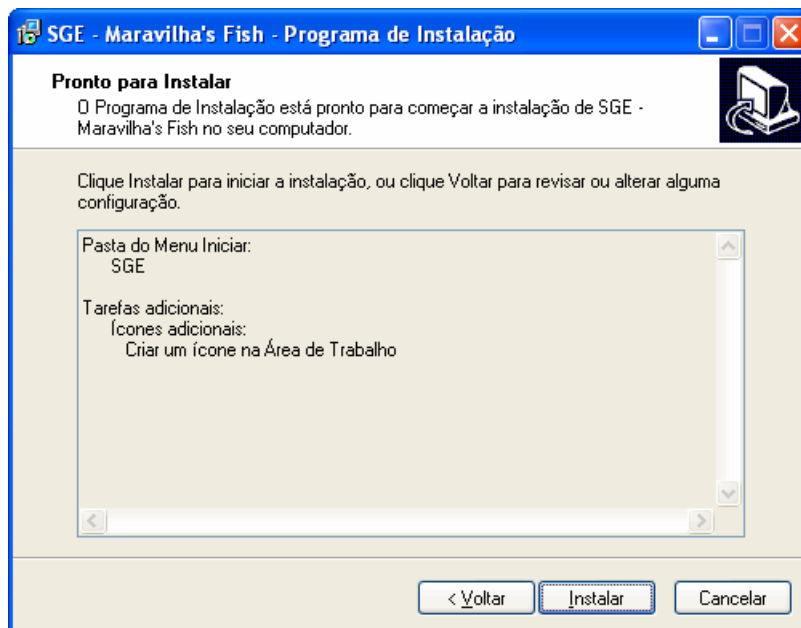 SGE - Maravilha's Fish - Programa de Instalação
Pronto para Instalar
O Programa de Instalação está pronto para começar a instalação de SGE -
Maravilha's Fish no seu computador.
Clique Instalar para iniciar a instalação, ou clique Voltar para revisar ou alterar alguma
configuração.
Pasta do Menu Iniciar:
SGE
Tarefas adicionais:
Ícones adicionais:
Criar um ícone na Área de Trabalho
< Voltar
Instalar
Cancelar